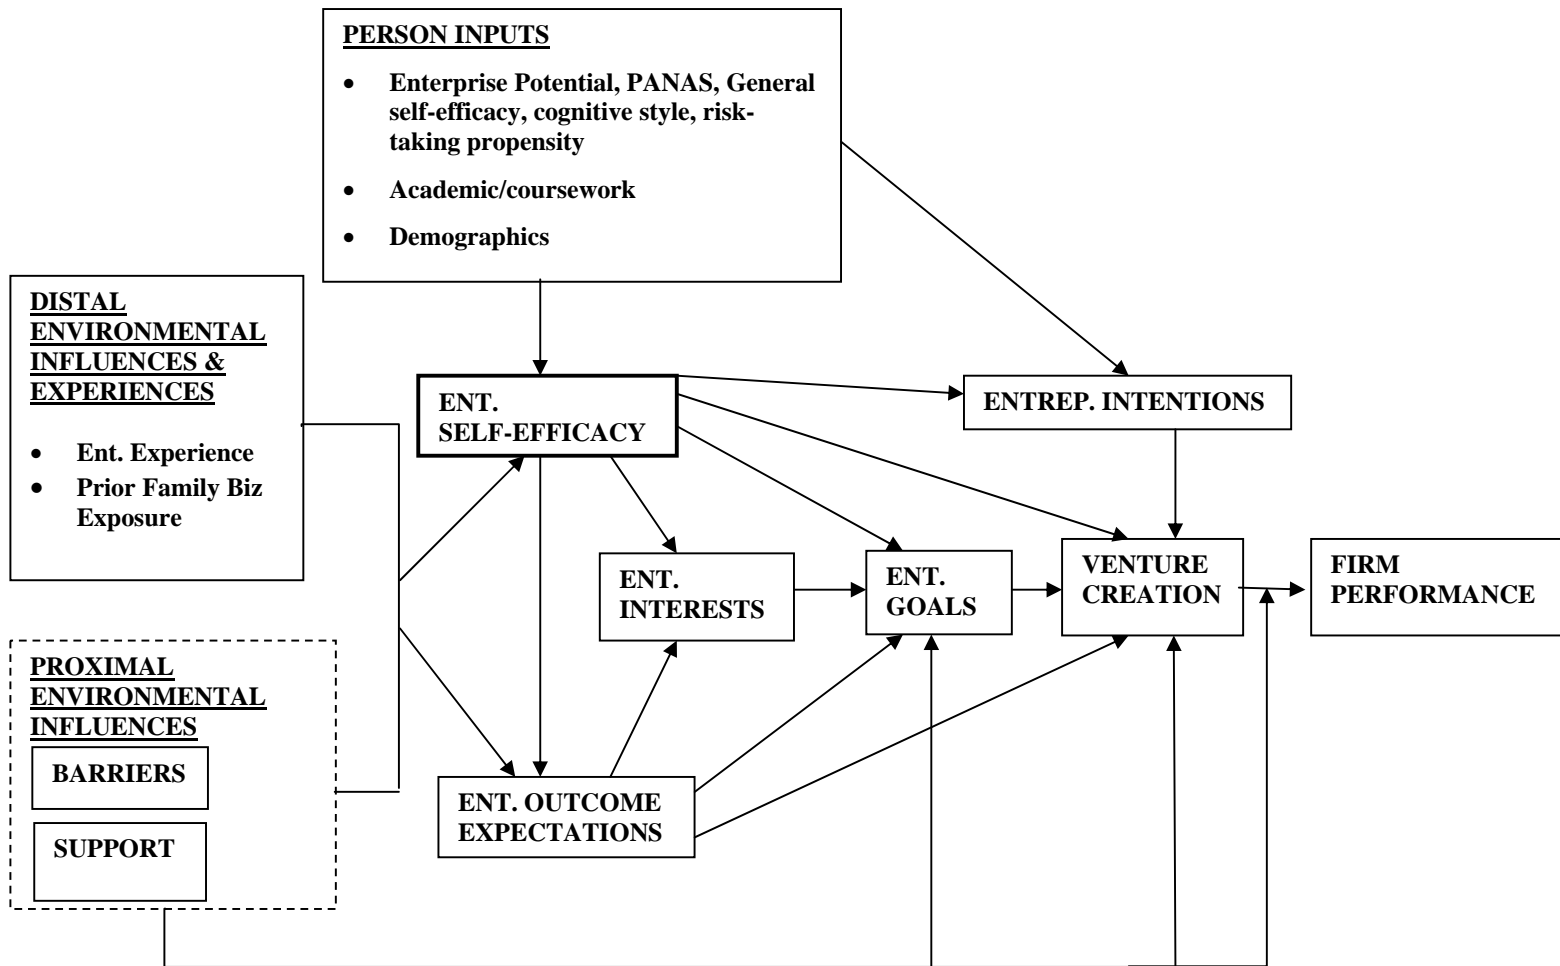 PERSON INPUTS
• Enterprise Potential, PANAS, General
self-efficacy, cognitive style, risk-
taking propensity
• Academic/coursework
• Demographics
DISTAL
ENVIRONMENTAL
INFLUENCES &
EXPERIENCES
• Ent. Experience
• Prior Family Biz
Exposure
ENT.
SELF-EFFICACY
ENTREP. INTENTIONS
ENT.
INTERESTS
ENT.
GOALS
VENTURE
CREATION
FIRM
PERFORMANCE
PROXIMAL
ENVIRONMENTAL
INFLUENCES
BARRIERS
SUPPORT
ENT. OUTCOME
EXPECTATIONS